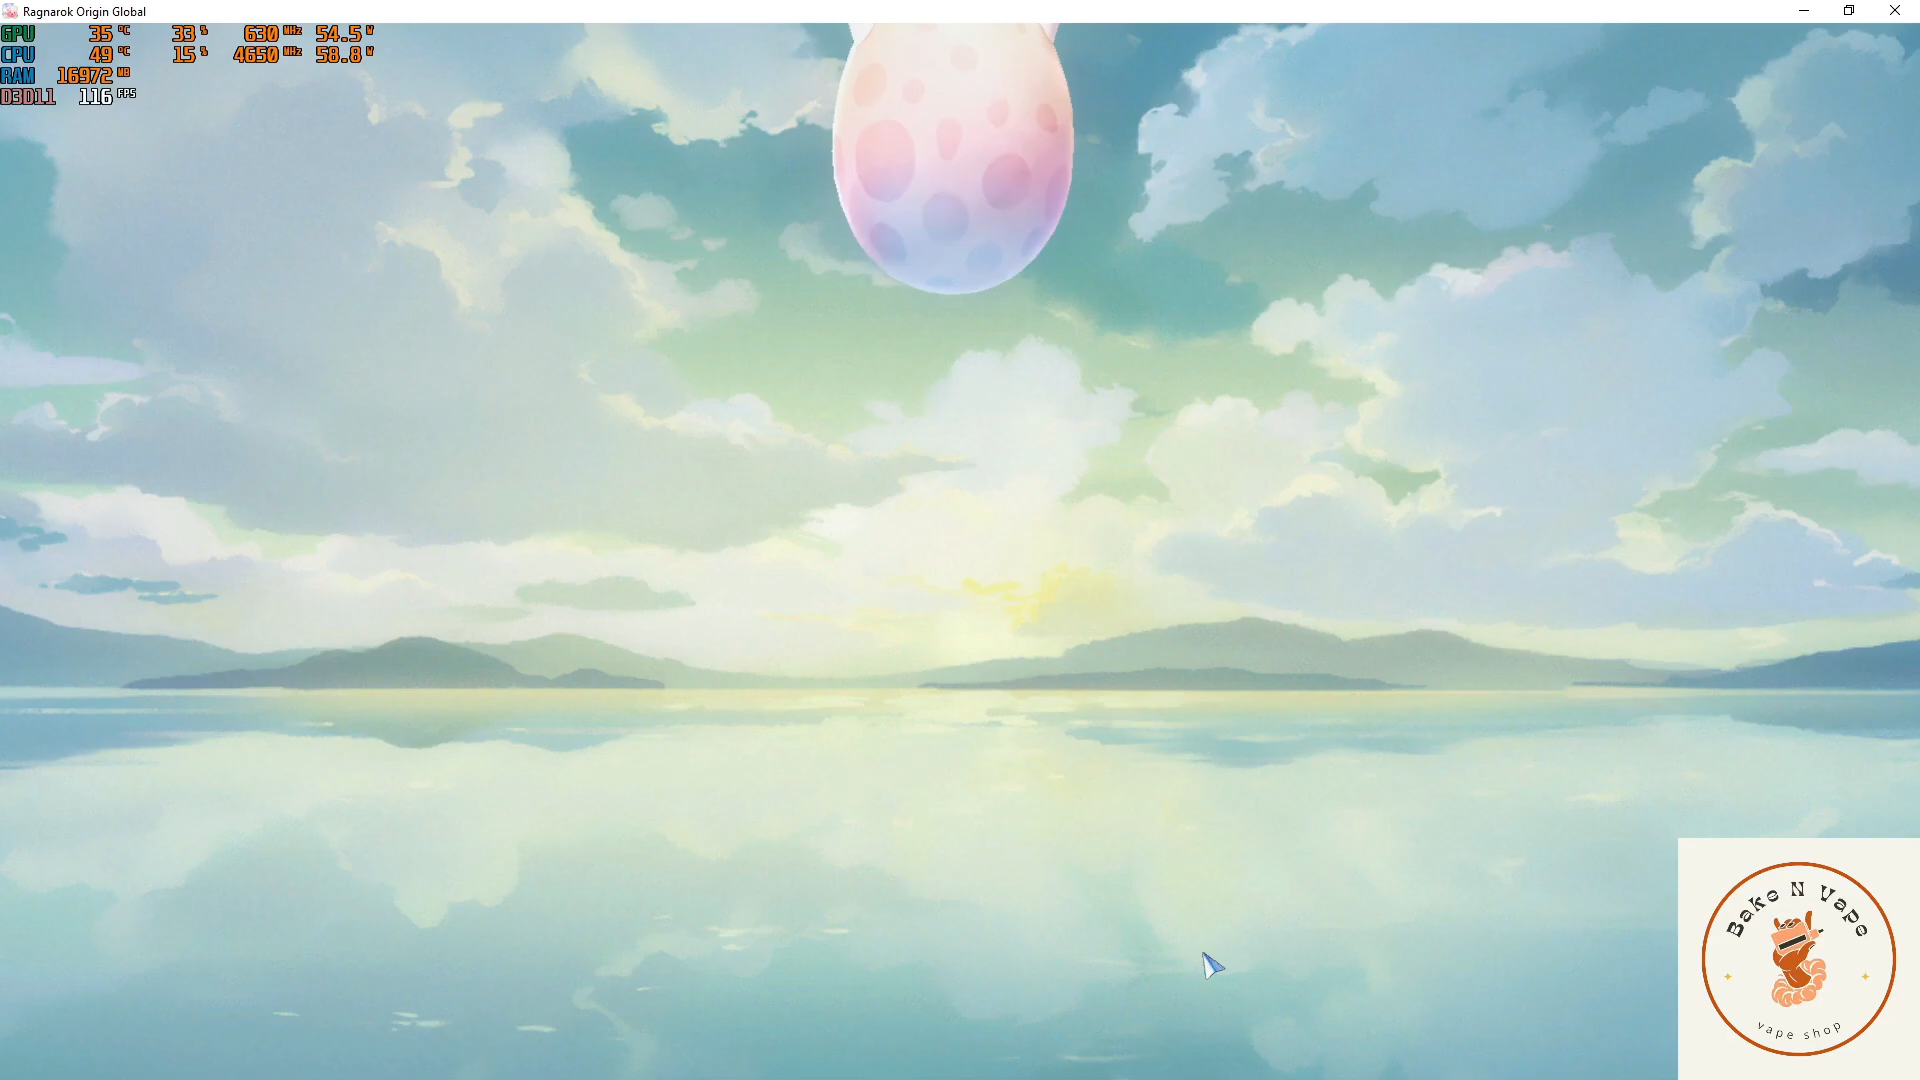 Ragnarok Origin Global
GPU 35 °C 33 % 630 MHz 54.5 W
CPU 49 °C 15 % 4650 MHz 58.8 W
RAM 16972 MB
D3D11 116 FPS
Bake N Vape
vape shop